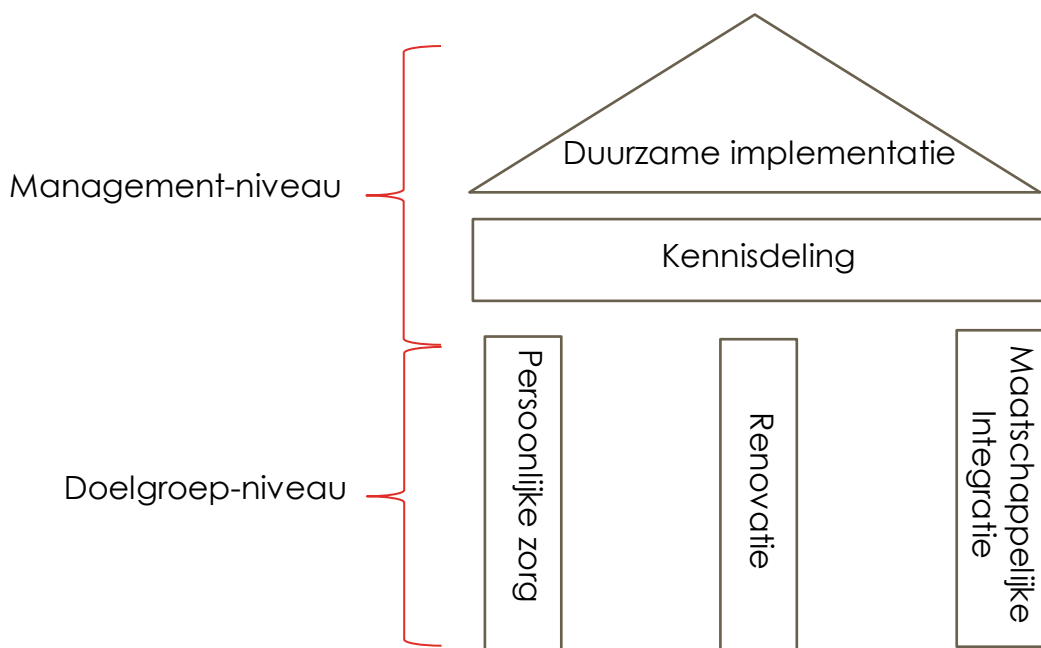 Duurzame implementatie
Management-niveau
Kennisdeling
Persoonlijke zorg
Renovatie
Maatschappelijke
Integratie
Doelgroep-niveau